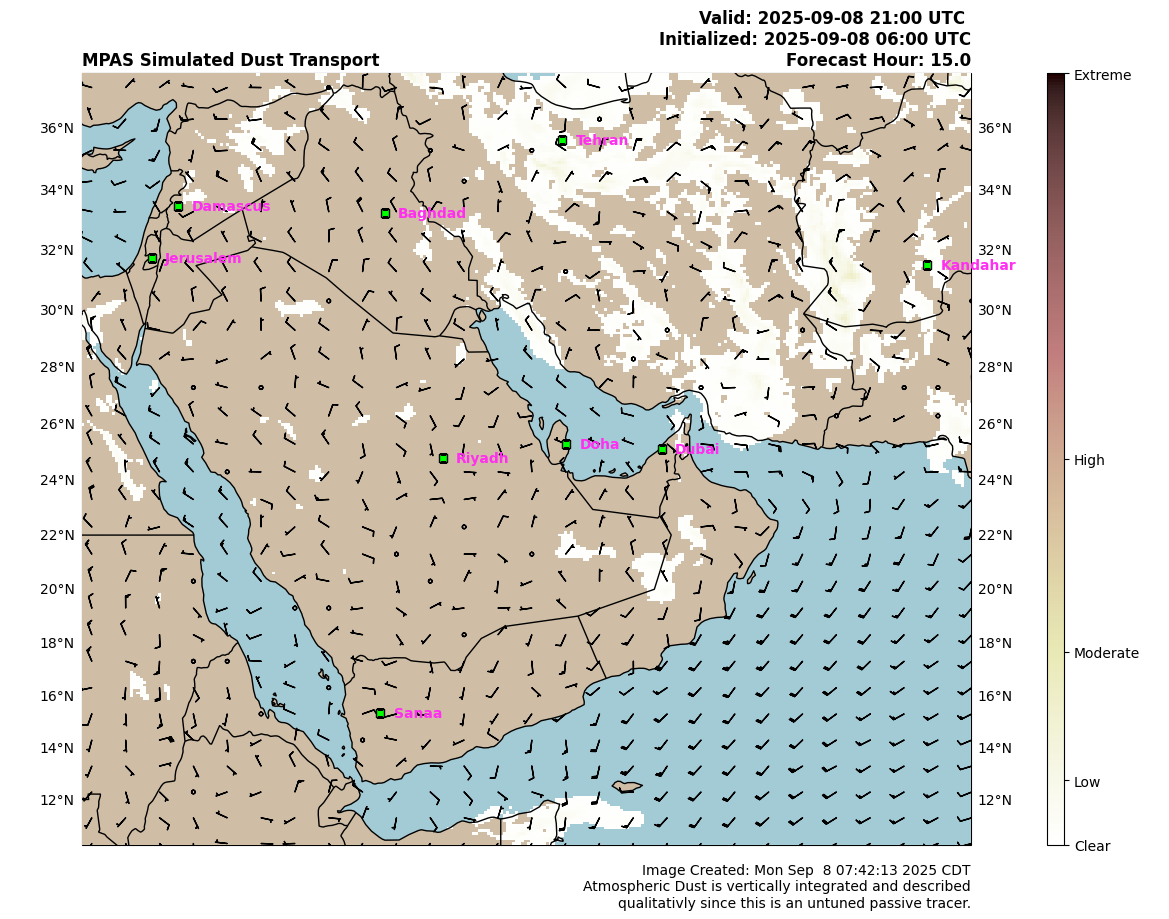 Valid: 2025-09-08 21:00 UTC
Initialized: 2025-09-08 06:00 UTC
MPAS Simulated Dust Transport
Forecast Hour: 15.0
Extreme
36°N
36°N
Tehran
34°N
34°N
Damascus
Baghdad
32°N
32°N
Jerusalem
Kandahar
30°N
30°N
28°N
28°N
26°N
26°N
Doha
Dubai
Riyadh
High
24°N
24°N
22°N
22°N
20°N
20°N
18°N
18°N
Moderate
16°N
16°N
Sanaa
14°N
14°N
Low
12°N
12°N
Clear
Image Created: Mon Sep  8 07:42:13 2025 CDT
Atmospheric Dust is vertically integrated and described
qualitativly since this is an untuned passive tracer.